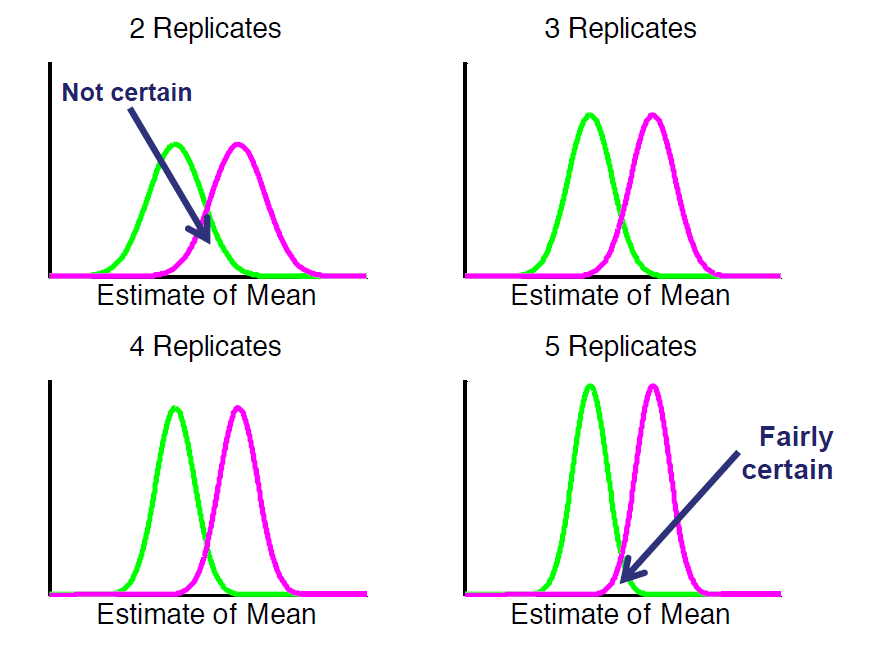 2 Replicates
3 Replicates
Not certain
Estimate of Mean
Estimate of Mean
4 Replicates
5 Replicates
Fairly
certain
Estimate of Mean
Estimate of Mean